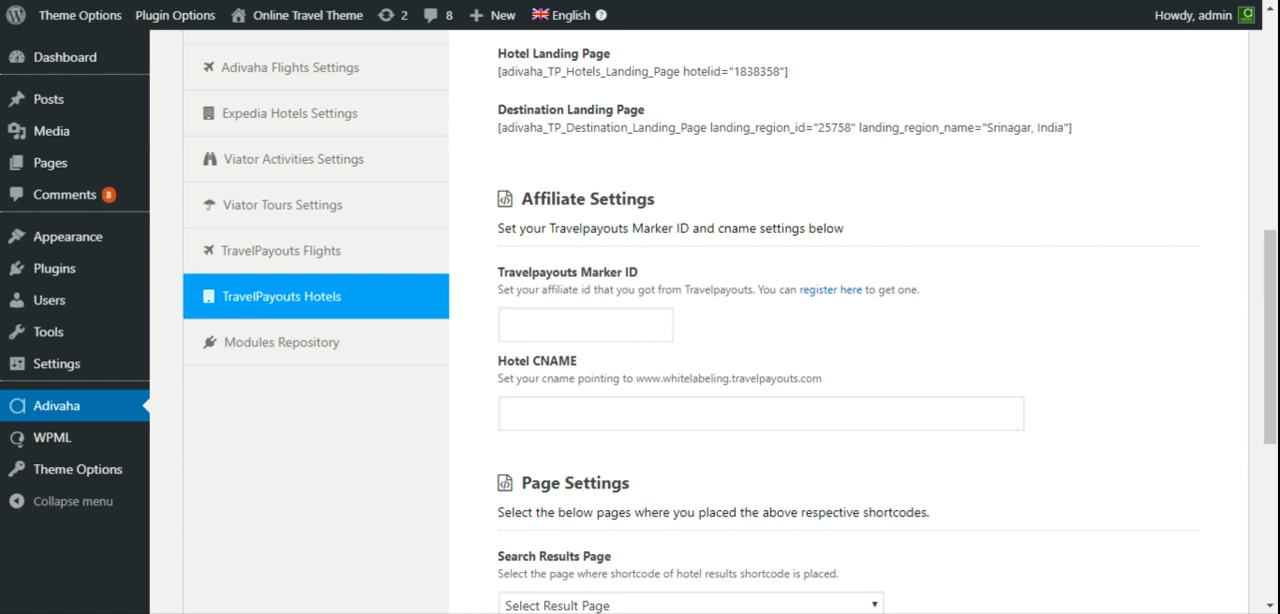 Theme Options
Plugin Options
Online Travel Theme
2
8
New
English
Howdy, admin
Dashboard
Posts
Media
Pages
Comments 8
Appearance
Plugins
Users
Tools
Settings
Adivaha
WPML
Theme Options
Collapse menu
Adivaha Flights Settings
Expedia Hotels Settings
Viator Activities Settings
Viator Tours Settings
TravelPayouts Flights
TravelPayouts Hotels
Modules Repository
Hotel Landing Page
[adivaha_TP_Hotels_Landing_Page hotelid="1838358"]
Destination Landing Page
[adivaha_TP_Destination_Landing_Page landing_region_id="25758" landing_region_name="Srinagar, India"]
Affiliate Settings
Set your Travelpayouts Marker ID and cname settings below
Travelpayouts Marker ID
Set your affiliate id that you got from Travelpayouts. You can register here to get one.
Hotel CNAME
Set your cname pointing to www.whitelabeling.travelpayouts.com
Page Settings
Select the below pages where you placed the above respective shortcodes.
Search Results Page
Select the page where shortcode of hotel results shortcode is placed.
Select Result Page